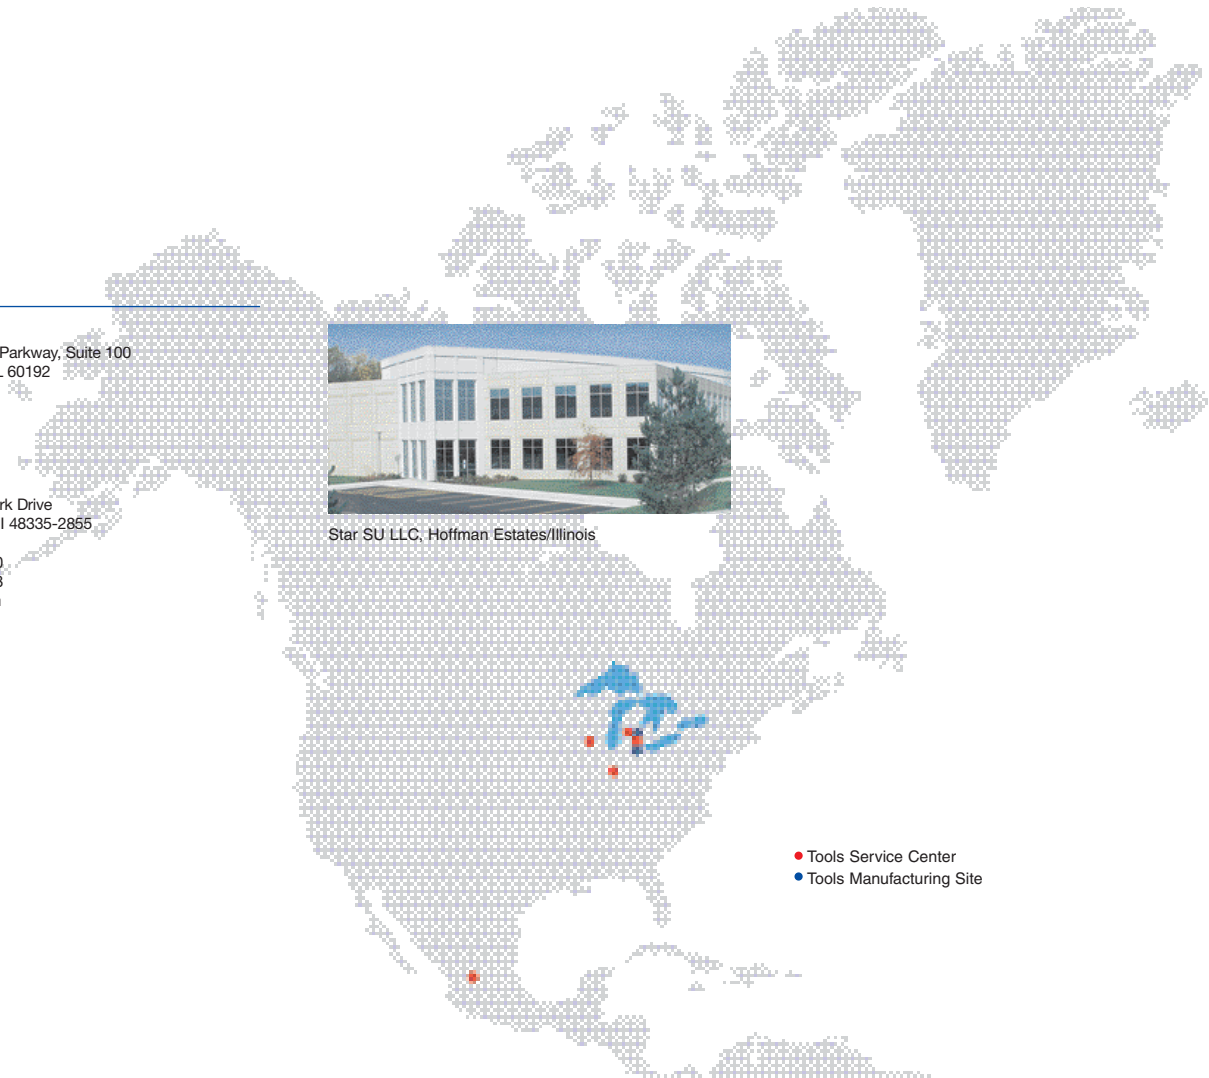 Parkway, Suite 100
60192
Drive
48335-2855
Star SU LLC, Hoffman Estates/Illinois
Tools Service Center
Tools Manufacturing Site